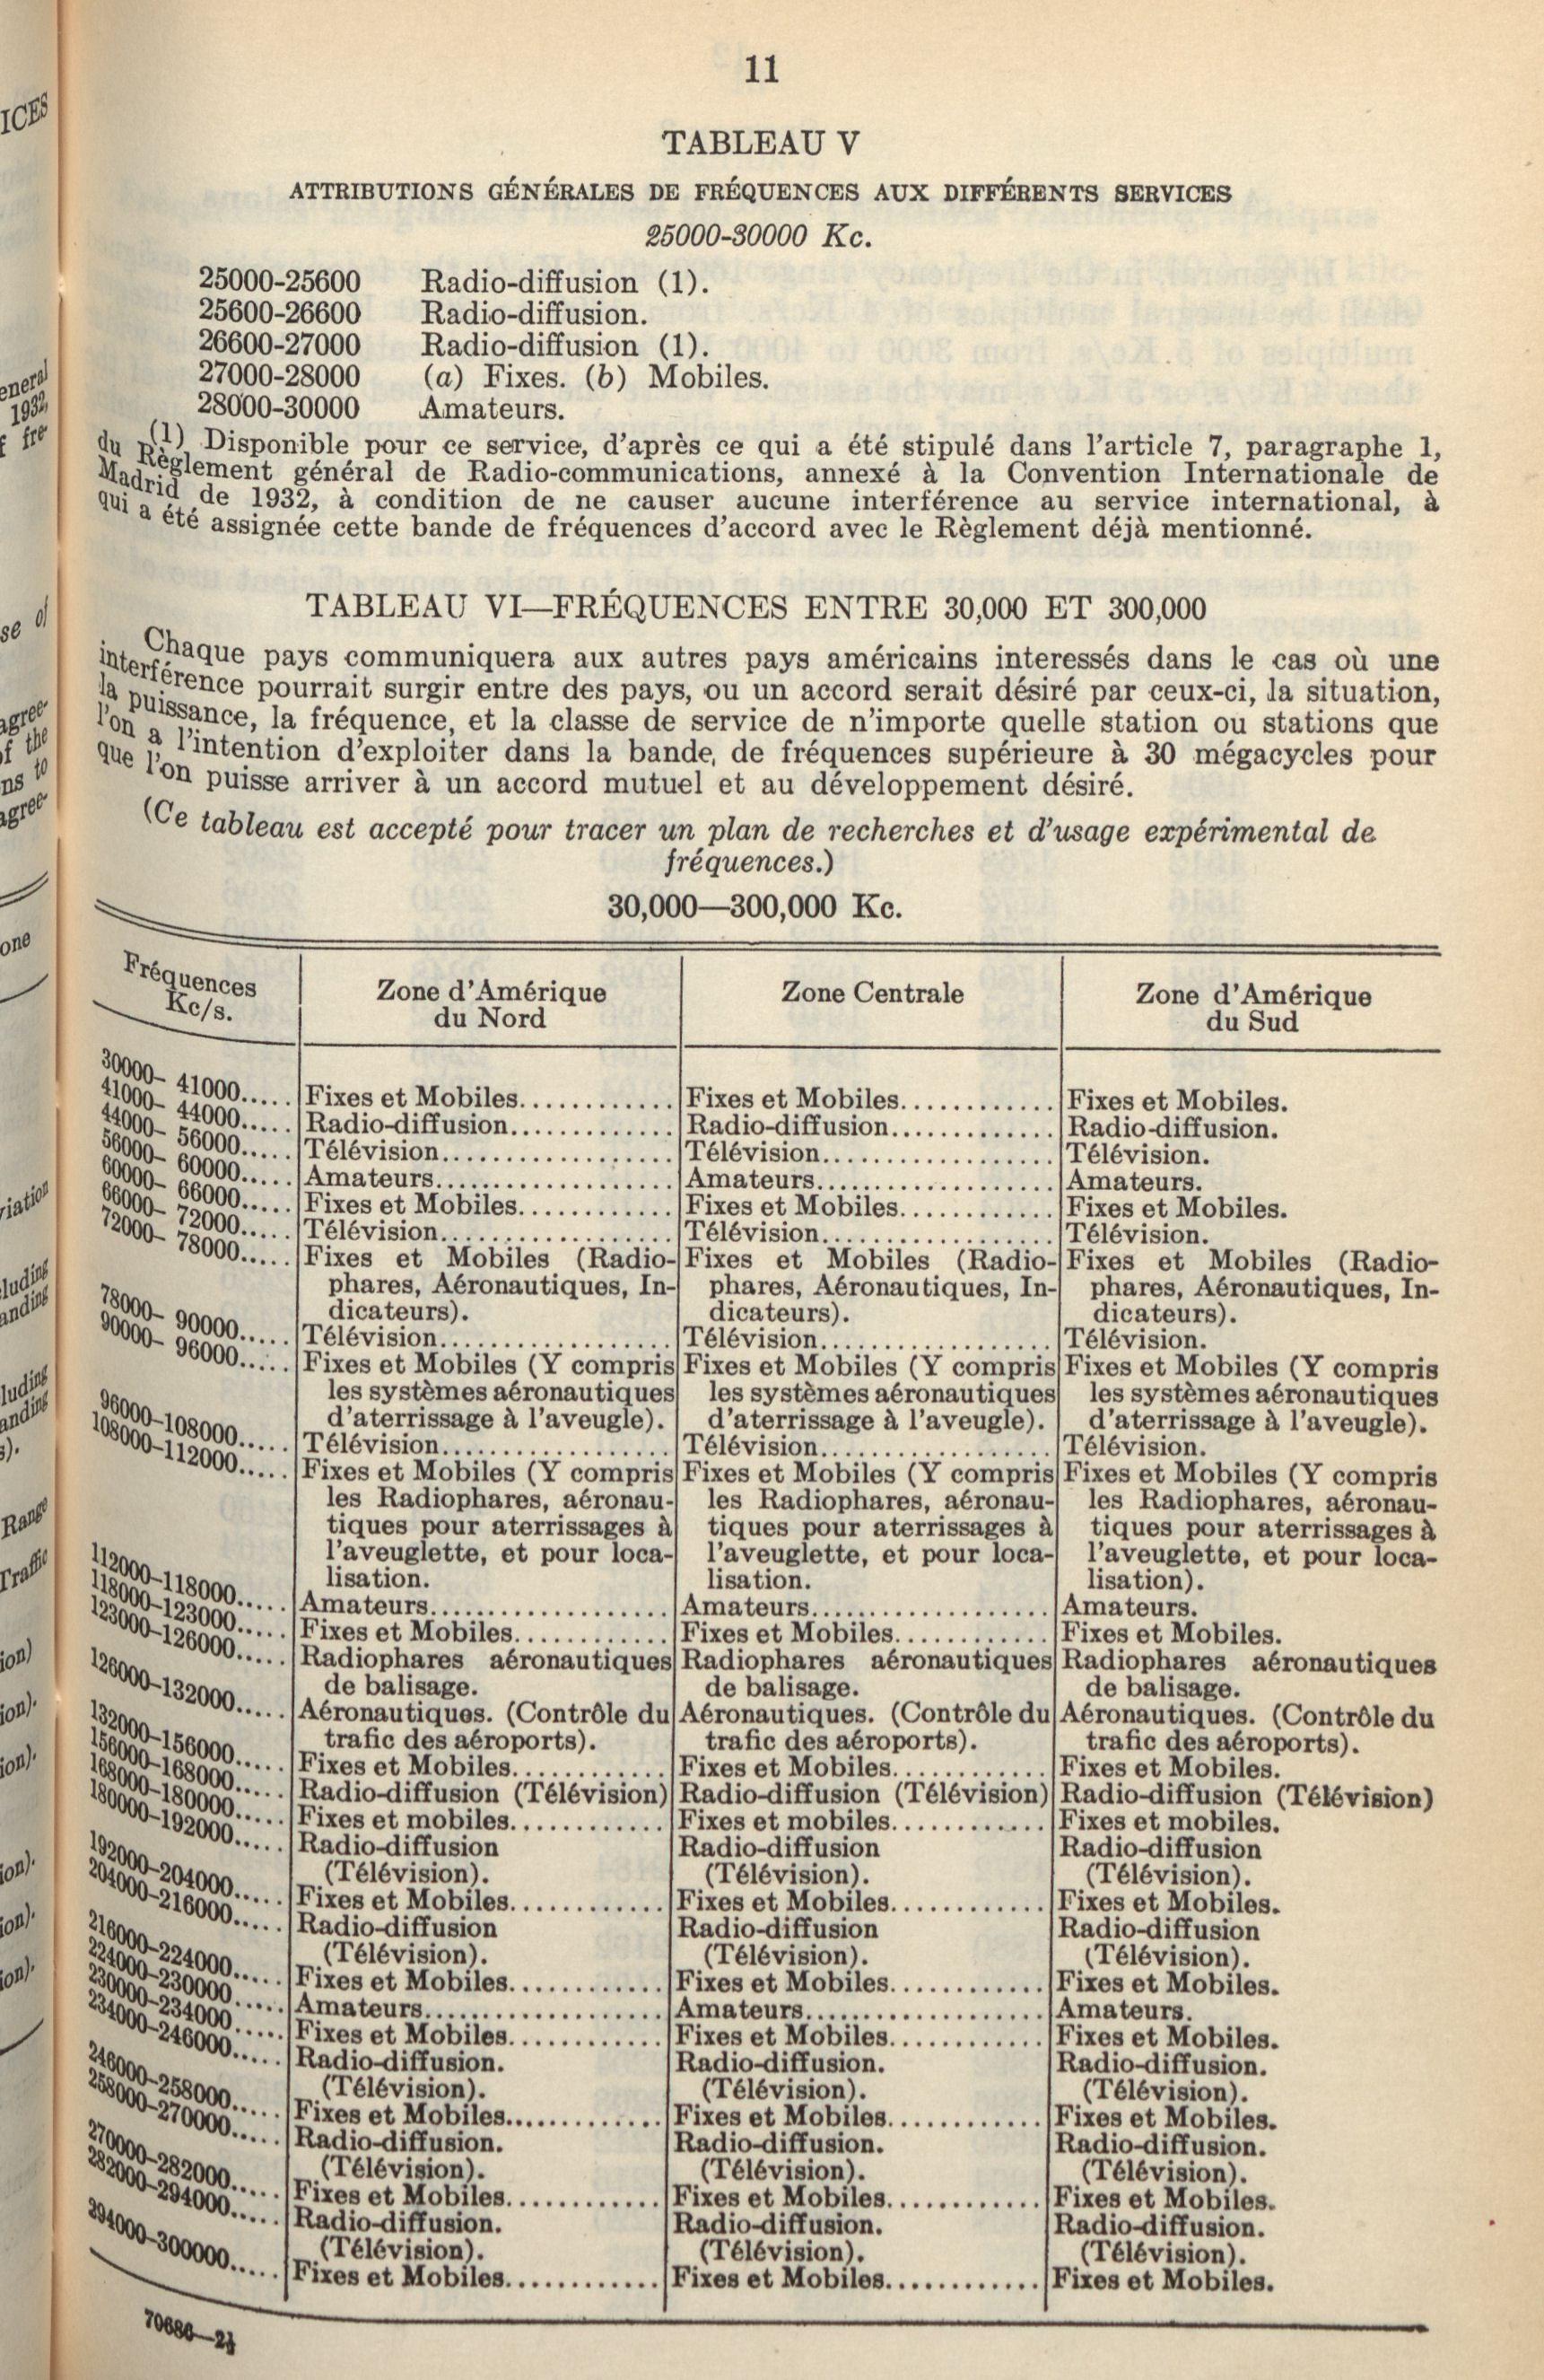 11
TABLEAU V
ATTRIBUTIONS GÉNÉRALES DE FRÉQUENCES AUX DIFFÉRENTS SERVICES
25000-30000 Kc.
25000-25600 Radio-diffusion (1).
25600-26600 Radio-diffusion.
26600-27000 Radio-diffusion (1).
27000-28000 (a) Fixes. (b) Mobiles.
28000-30000 Amateurs.
(1) Disponible pour ce service, d'après ce qui a été stipulé dans l'article 7, paragraphe 1,
du Règlement général de Radio-communications, annexé à la Convention Internationale de
Madrid de 1932, à condition de ne causer aucune interférence au service international, à
qui a été assignée cette bande de fréquences d'accord avec le Règlement déjà mentionné.
TABLEAU VI—FRÉQUENCES ENTRE 30,000 ET 300,000
Chaque pays communiquera aux autres pays américains interessés dans le cas où une
interférence pourrait surgir entre des pays, ou un accord serait désiré par ceux-ci, la situation,
la puissance, la fréquence, et la classe de service de n'importe quelle station ou stations que
l'on a l'intention d'exploiter dans la bande, de fréquences supérieure à 30 mégacycles pour
que l'on puisse arriver à un accord mutuel et au développement désiré.
(Ce tableau est accepté pour tracer un plan de recherches et d'usage expérimental de
fréquences.)
30,000—300,000 Kc.
Fréquences Zone d'Amérique Zone Centrale Zone d'Amérique
Kc/s. du Nord du Sud
30000- 41000..... Fixes et Mobiles............. Fixes et Mobiles............. Fixes et Mobiles.
41000- 44000..... Radio-diffusion.............. Radio-diffusion.............. Radio-diffusion.
44000- 56000..... Télévision.................... Télévision.................... Télévision.
56000- 60000..... Amateurs.................... Amateurs.................... Amateurs.
60000- 66000..... Fixes et Mobiles............. Fixes et Mobiles............. Fixes et Mobiles.
66000- 72000..... Télévision.................... Télévision.................... Télévision.
72000- 78000..... Fixes et Mobiles (Radio- Fixes et Mobiles (Radio- Fixes et Mobiles (Radio-
phares, Aéronautiques, In- phares, Aéronautiques, In- phares, Aéronautiques, In-
dicateurs). dicateurs). dicateurs).
78000- 90000..... Télévision.................... Télévision.................... Télévision.
90000- 96000..... Fixes et Mobiles (Y compris Fixes et Mobiles (Y compris Fixes et Mobiles (Y compris
les systèmes aéronautiques les systèmes aéronautiques les systèmes aéronautiques
d'aterrissage à l'aveugle). d'aterrissage à l'aveugle). d'aterrissage à l'aveugle).
96000-108000..... Télévision.................... Télévision.................... Télévision.
108000-112000..... Fixes et Mobiles (Y compris Fixes et Mobiles (Y compris Fixes et Mobiles (Y compris
les Radiophares, aéronau- les Radiophares, aéronau- les Radiophares, aéronau-
tiques pour aterrissages à tiques pour aterrissages à tiques pour aterrissages à
l'aveuglette, et pour loca- l'aveuglette, et pour loca- l'aveuglette, et pour loca-
lisation. lisation. lisation).
112000-118000..... Amateurs.................... Amateurs.................... Amateurs.
118000-123000..... Fixes et Mobiles............. Fixes et Mobiles............. Fixes et Mobiles.
123000-126000..... Radiophares aéronautiques Radiophares aéronautiques Radiophares aéronautiques
de balisage. de balisage. de balisage.
126000-132000..... Aéronautiques. (Contrôle du Aéronautiques. (Contrôle du Aéronautiques. (Contrôle du
trafic des aéroports). trafic des aéroports). trafic des aéroports).
132000-156000..... Fixes et Mobiles............. Fixes et Mobiles............. Fixes et Mobiles.
156000-168000..... Radio-diffusion (Télévision) Radio-diffusion (Télévision) Radio-diffusion (Télévision)
168000-180000..... Fixes et mobiles............. Fixes et mobiles............. Fixes et mobiles.
180000-192000..... Radio-diffusion Radio-diffusion Radio-diffusion
(Télévision). (Télévision). (Télévision).
192000-204000..... Fixes et Mobiles............. Fixes et Mobiles............. Fixes et Mobiles.
204000-216000..... Radio-diffusion Radio-diffusion Radio-diffusion
(Télévision). (Télévision). (Télévision).
216000-224000..... Fixes et Mobiles............. Fixes et Mobiles............. Fixes et Mobiles.
224000-230000..... Amateurs.................... Amateurs.................... Amateurs.
230000-234000..... Fixes et Mobiles............. Fixes et Mobiles............. Fixes et Mobiles.
234000-246000..... Radio-diffusion. Radio-diffusion. Radio-diffusion.
(Télévision). (Télévision). (Télévision).
246000-258000..... Fixes et Mobiles............. Fixes et Mobiles............. Fixes et Mobiles.
258000-270000..... Radio-diffusion. Radio-diffusion. Radio-diffusion.
(Télévision). (Télévision). (Télévision).
270000-282000..... Fixes et Mobiles............. Fixes et Mobiles............. Fixes et Mobiles.
282000-294000..... Radio-diffusion. Radio-diffusion. Radio-diffusion.
(Télévision). (Télévision). (Télévision).
294000-300000..... Fixes et Mobiles............. Fixes et Mobiles............. Fixes et Mobiles.
70686—2½